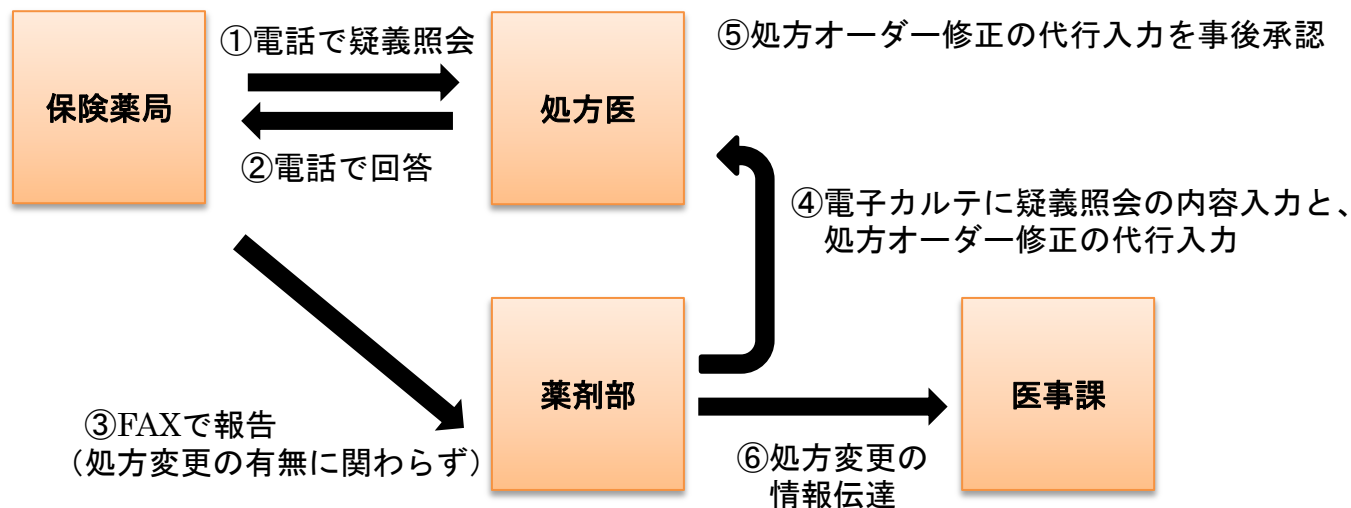 ①電話で疑義照会
⑤処方オーダー修正の代行入力を事後承認
保険薬局
処方医
②電話で回答
④電子カルテに疑義照会の内容入力と、
処方オーダー修正の代行入力
薬剤部
医事課
③FAXで報告
（処方変更の有無に関わらず）
⑥処方変更の
情報伝達